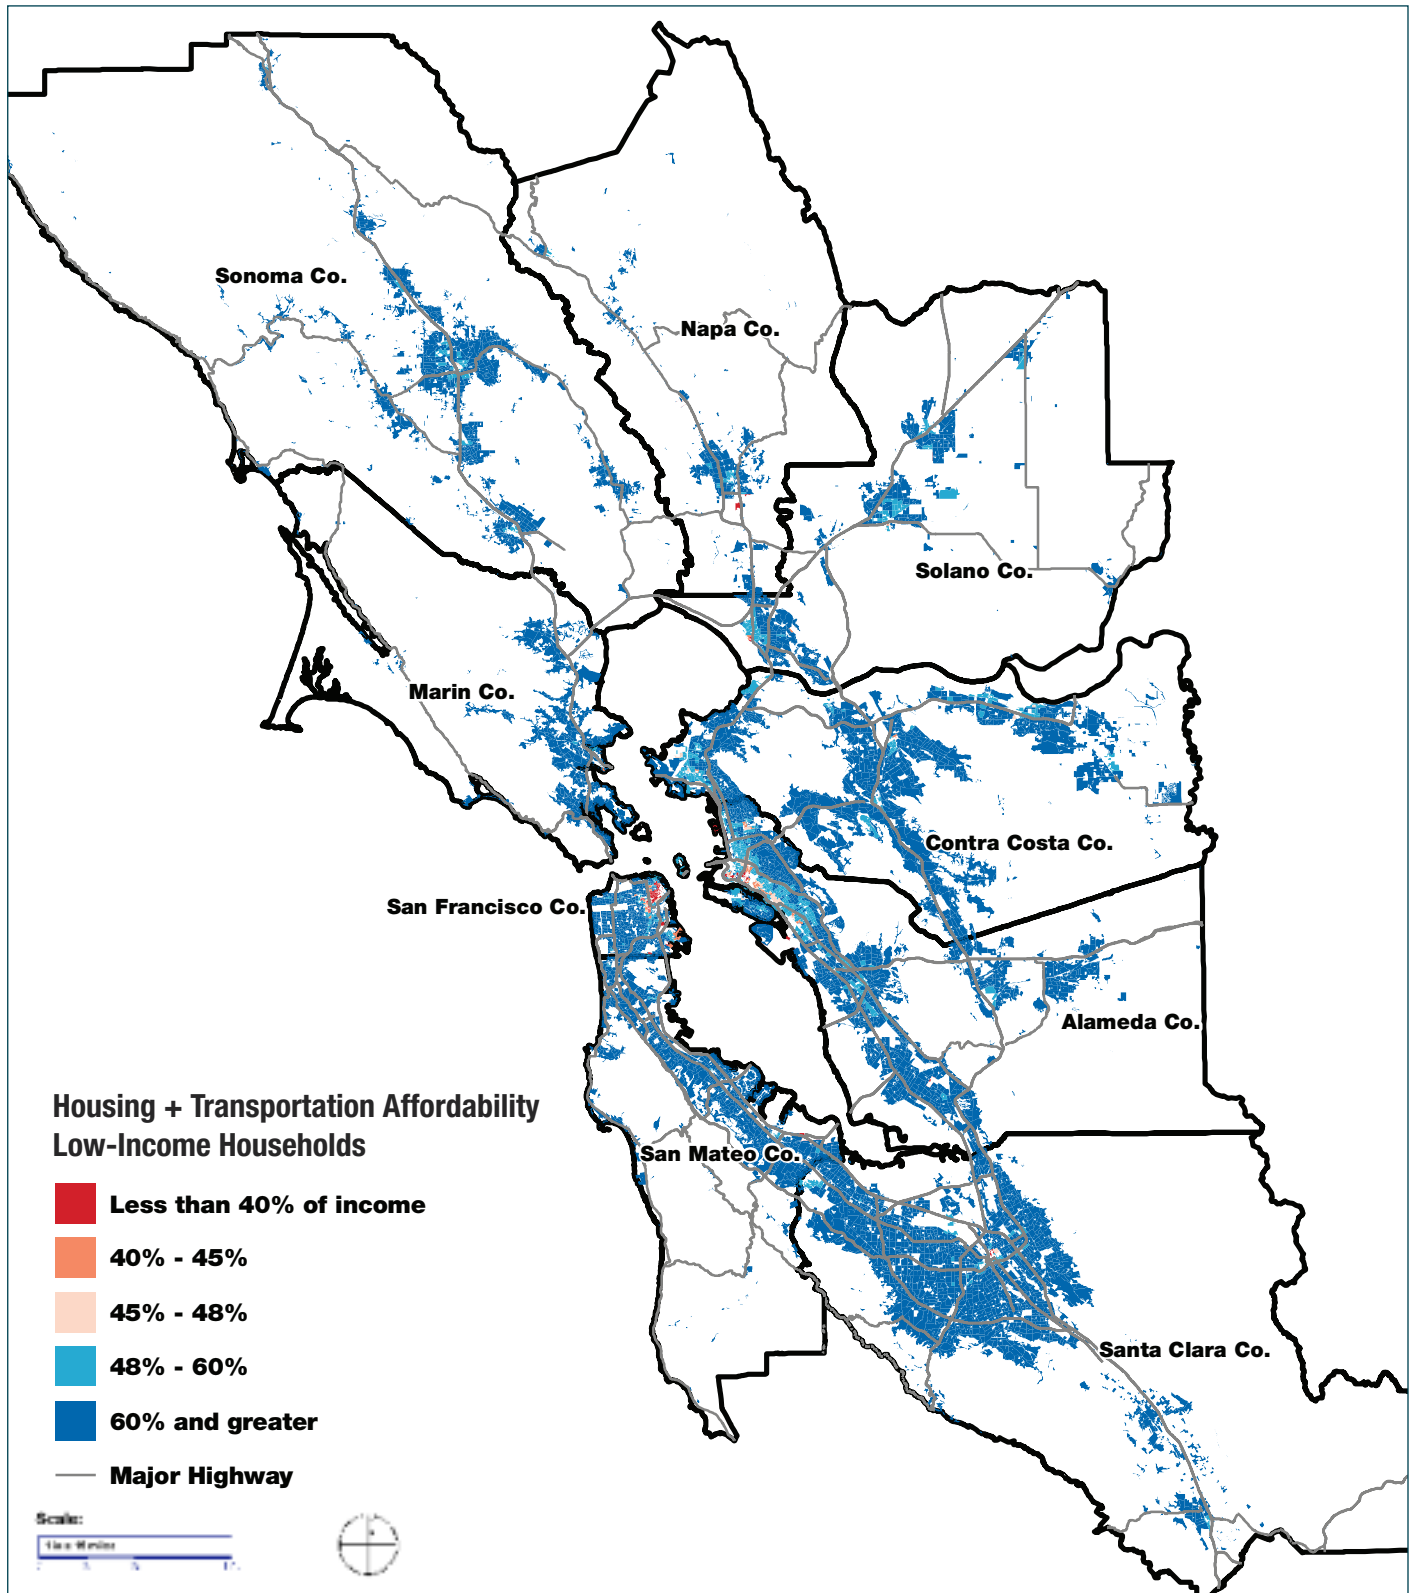 Sonoma Co.
Napa Co.
Solano Co.
Marin Co.
Contra Costa Co.
San Francisco Co.
Alameda Co.
San Mateo Co.
Santa Clara Co.
Housing + Transportation Affordability
Low-Income Households
Less than 40% of income
40% - 45%
45% - 48%
48% - 60%
60% and greater
Major Highway
Scale: